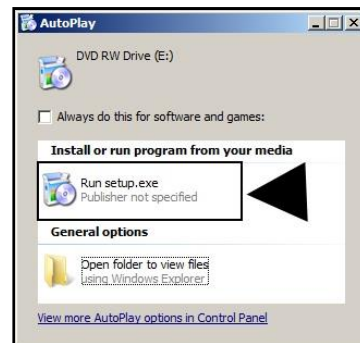 AutoPlay
DVD RW Drive (E:)
Always do this for software and games:
Install or run program from your media
Run setup.exe
Publisher not specified
General options
Open folder to view files
using Windows Explorer
View more AutoPlay options in Control Panel